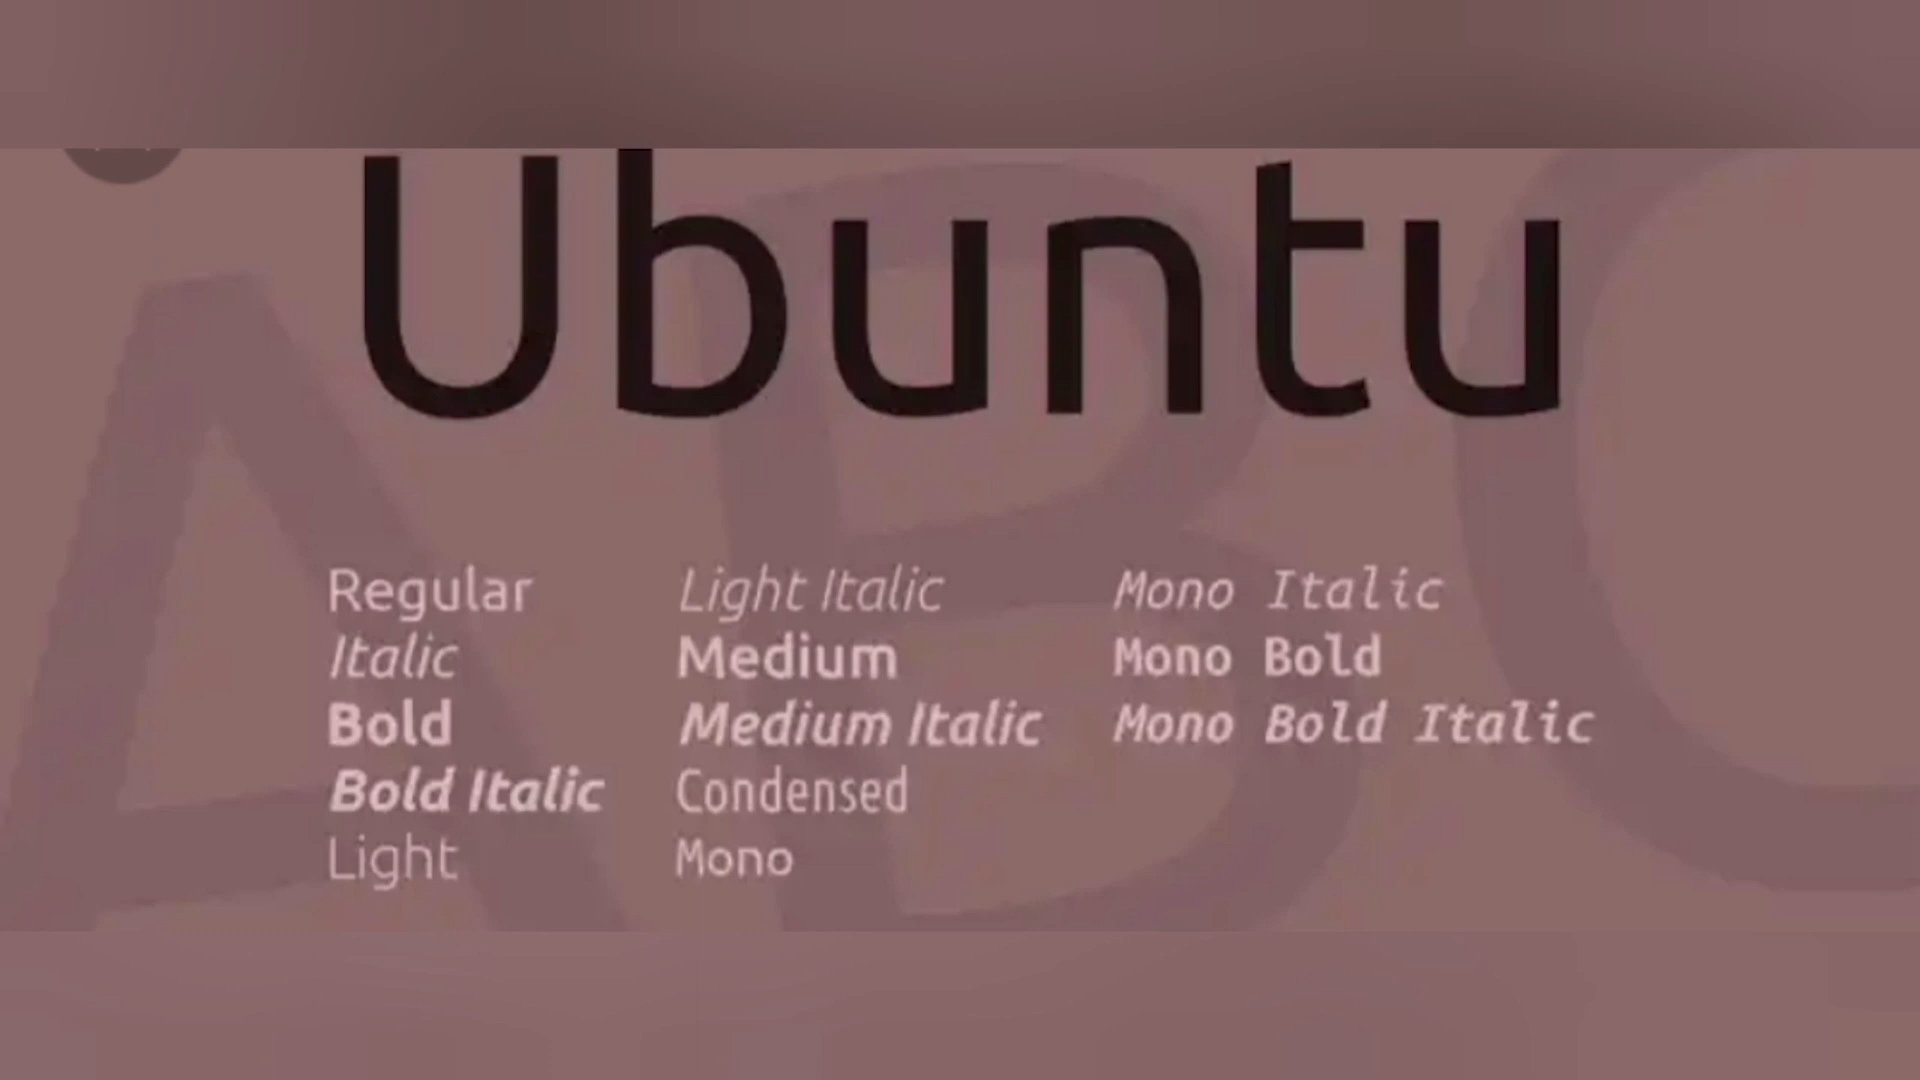 Ubuntu
Regular
Italic
Bold
Bold Italic
Light
Light Italic
Medium
Medium Italic
Condensed
Mono
Mono Italic
Mono Bold
Mono Bold Italic
ABC